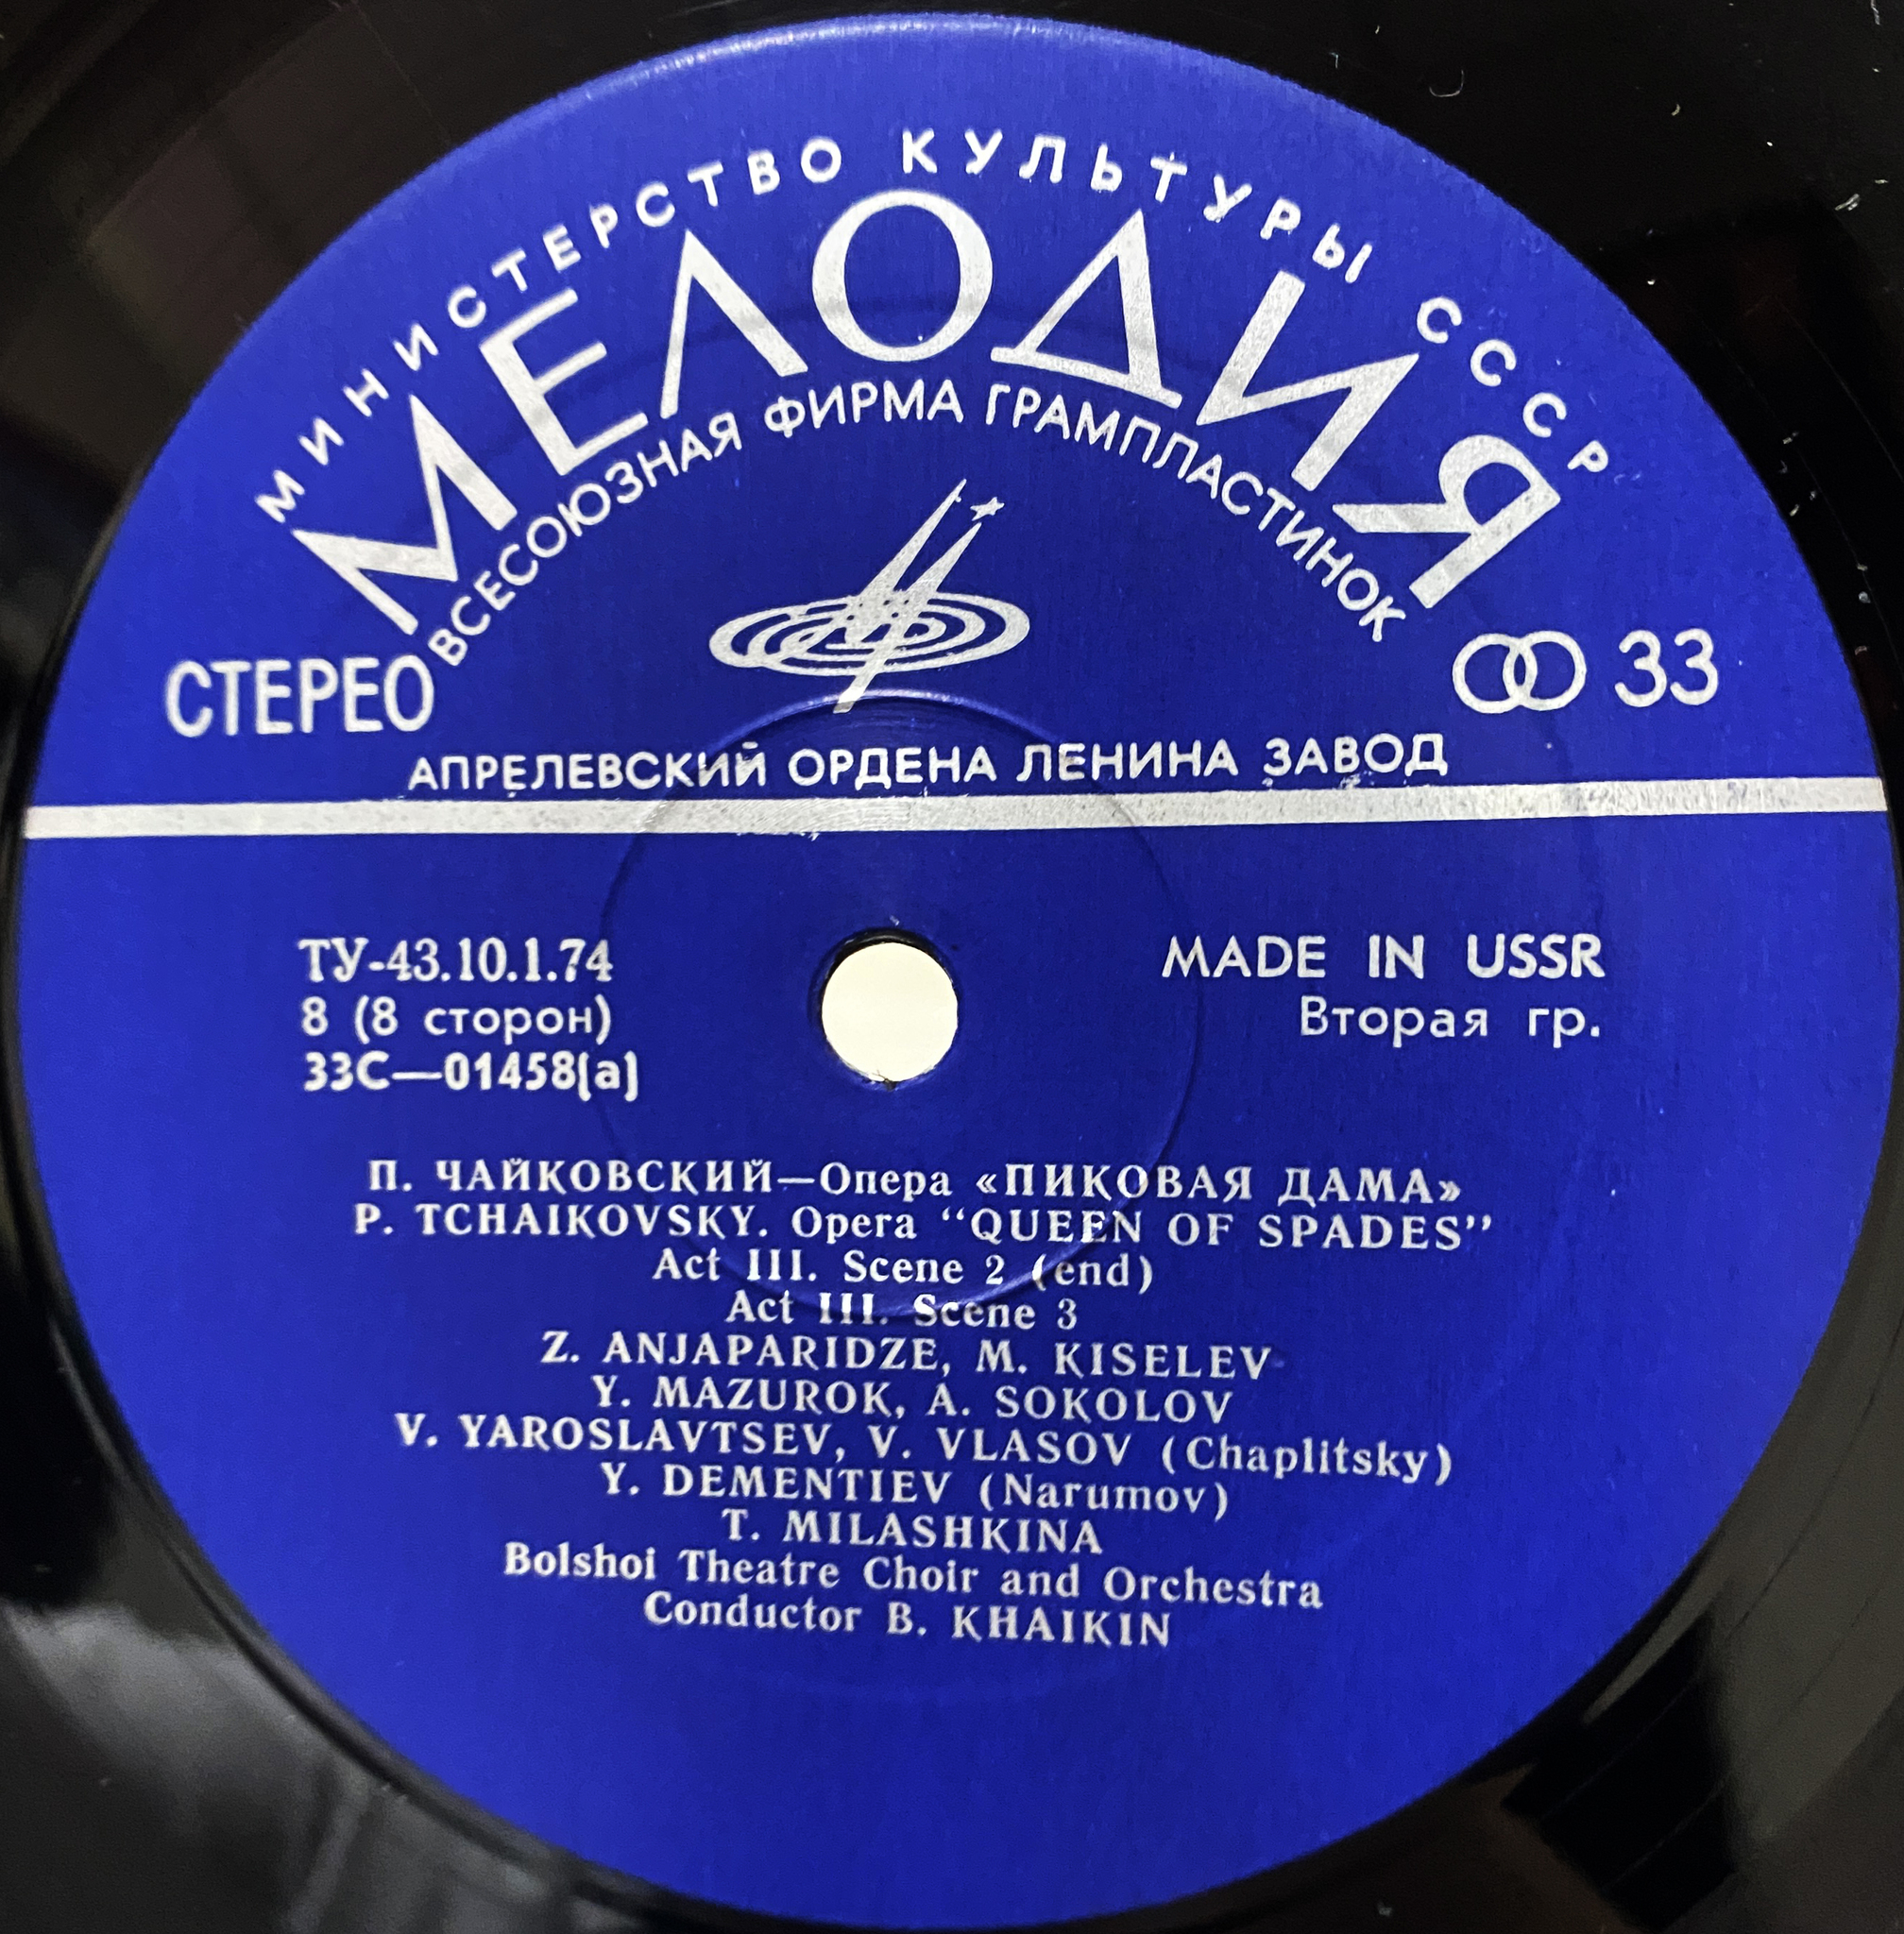 МИНИСТЕРСТВО КУЛЬТУРЫ СССР
МЕЛОДИЯ
ВСЕСОЮЗНАЯ ФИРМА ГРАМПЛАСТИНОК
СТЕРЕО
33
АПРЕЛЕВСКИЙ ОРДЕНА ЛЕНИНА ЗАВОД
ТУ-43.10.1.74
8 (8 сторон)
33С—01458(а)
MADE IN USSR
Вторая гр.
П. ЧАЙКОВСКИЙ—Опера «ПИКОВАЯ ДАМА»
P. TCHAIKOVSKY. Opera “QUEEN OF SPADES”
Act III. Scene 2 (end)
Act III. Scene 3
Z. ANJAPARIDZE, M. KISELEV
Y. MAZUROK, A. SOKOLOV
V. YAROSLAVTSEV, V. VLASOV (Chaplitsky)
Y. DEMENTIEV (Narumov)
T. MILASHKINA
Bolshoi Theatre Choir and Orchestra
Conductor B. KHAIKIN